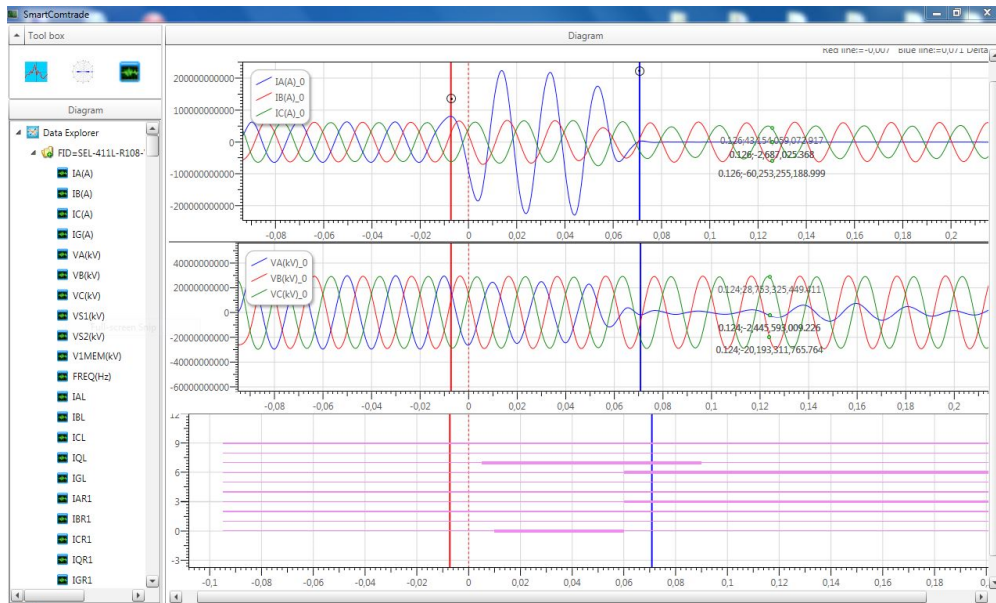 SmartComtrade
Tool box
Diagram
Diagram
Data Explorer
FID=SEL-411L-R108-
IA(A)
IB(A)
IC(A)
IG(A)
VA(kV)
VB(kV)
VC(kV)
VS1(kV)
VS2(kV)
V1MEM(kV)
FREQ(Hz)
IAL
IBL
ICL
IQL
IGL
IAR1
IBR1
ICR1
IQR1
IGR1
Red line:=-0,007 Blue line:=0,071 Delta
IA(A)_0
IB(A)_0
IC(A)_0
200000000000
100000000000
0
-100000000000
-200000000000
0.126;43,154,059,077.917
0.126;-2,687,025.368
0.126;-60,253,255,188.999
-0,08 -0,06 -0,04 -0,02 0 0,02 0,04 0,06 0,08 0,1 0,12 0,14 0,16 0,18 0,2
VA(kV)_0
VB(kV)_0
VC(kV)_0
40000000000
20000000000
0
-20000000000
-40000000000
-60000000000
0.124;28,753,325,449.411
0.124;-2,445,593,009.226
0.124;-20,193,311,765.764
-0,08 -0,06 -0,04 -0,02 0 0,02 0,04 0,06 0,08 0,1 0,12 0,14 0,16 0,18 0,2
12
9
6
3
0
-3
-0,1 -0,08 -0,06 -0,04 -0,02 0 0,02 0,04 0,06 0,08 0,1 0,12 0,14 0,16 0,18 0,